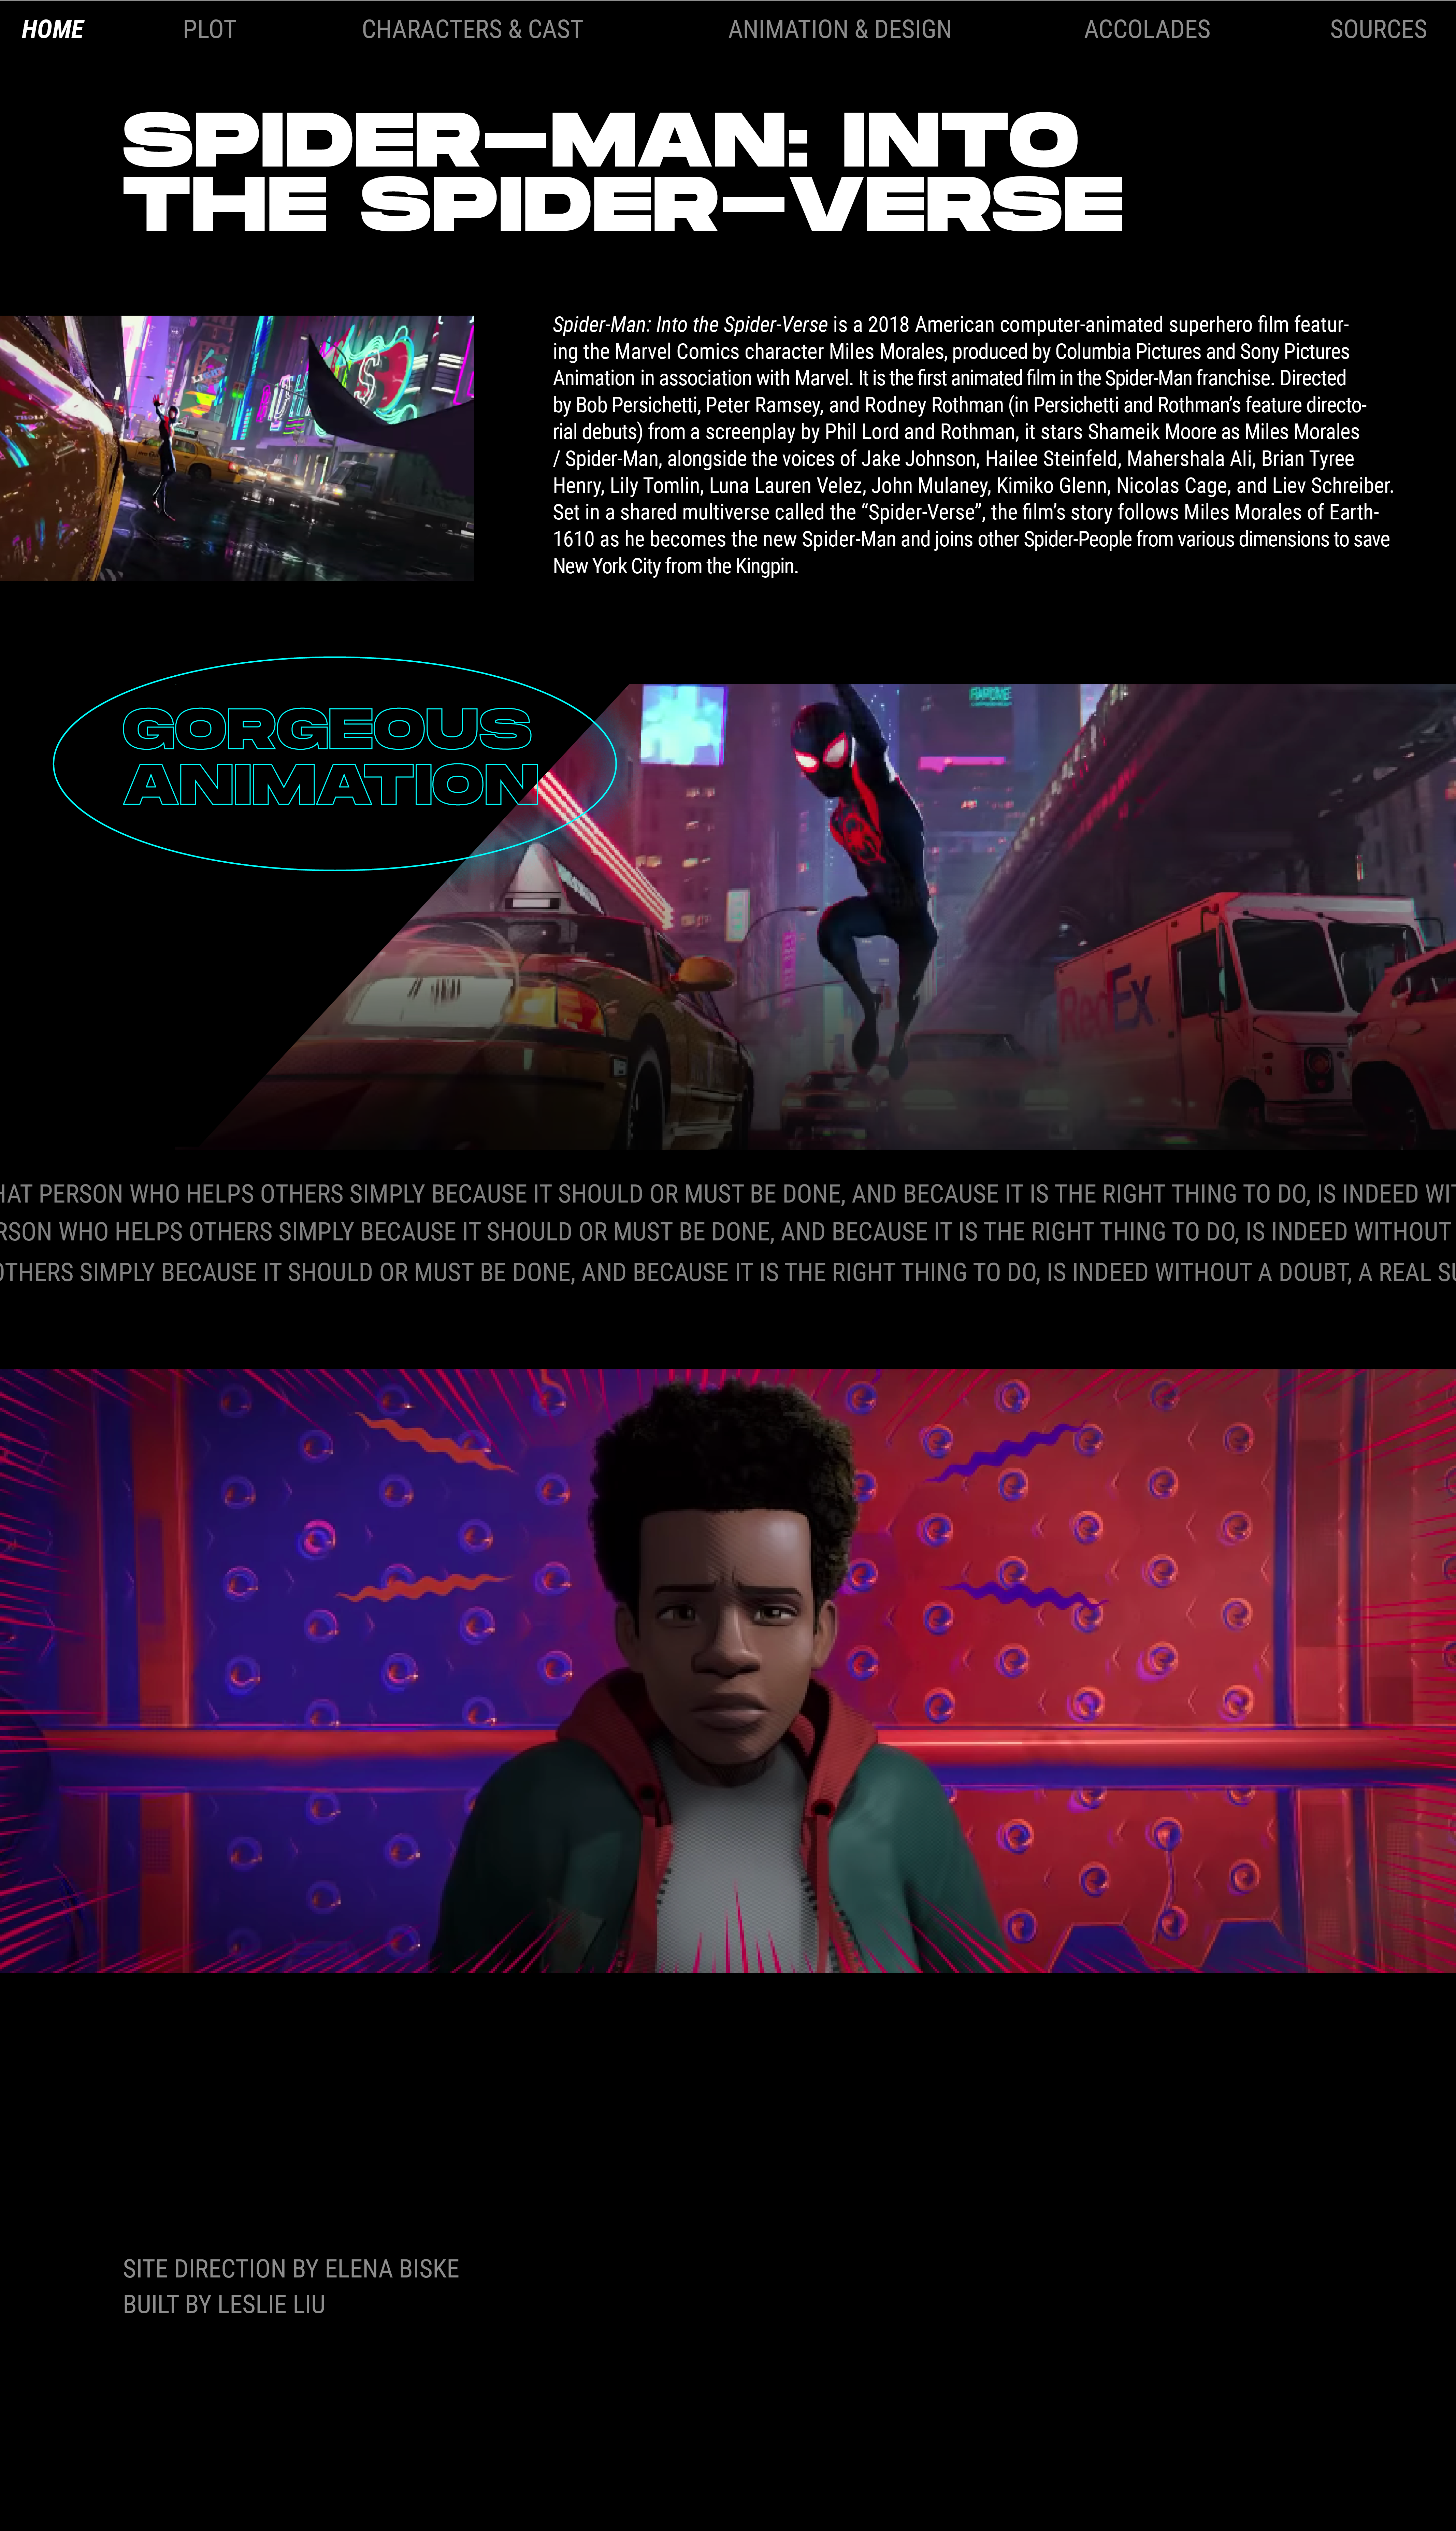 HOME PLOT CHARACTERS & CAST ANIMATION & DESIGN ACCOLADES SOURCES
SPIDER—MAN: INTO
THE SPIDER—VERSE
Spider-Man: Into the Spider-Verse is a 2018 American computer-animated superhero film featur-
ing the Marvel Comics character Miles Morales, produced by Columbia Pictures and Sony Pictures
Animation in association with Marvel. It is the first animated film in the Spider-Man franchise. Directed
by Bob Persichetti, Peter Ramsey, and Rodney Rothman (in Persichetti and Rothman’s feature directo-
rial debuts) from a screenplay by Phil Lord and Rothman, it stars Shameik Moore as Miles Morales
/ Spider-Man, alongside the voices of Jake Johnson, Hailee Steinfeld, Mahershala Ali, Brian Tyree
Henry, Lily Tomlin, Luna Lauren Velez, John Mulaney, Kimiko Glenn, Nicolas Cage, and Liev Schreiber.
Set in a shared multiverse called the “Spider-Verse”, the film’s story follows Miles Morales of Earth-
1610 as he becomes the new Spider-Man and joins other Spider-People from various dimensions to save
New York City from the Kingpin.
GORGEOUS
ANIMATION
RedEx
HAT PERSON WHO HELPS OTHERS SIMPLY BECAUSE IT SHOULD OR MUST BE DONE, AND BECAUSE IT IS THE RIGHT THING TO DO, IS INDEED WIT
RSON WHO HELPS OTHERS SIMPLY BECAUSE IT SHOULD OR MUST BE DONE, AND BECAUSE IT IS THE RIGHT THING TO DO, IS INDEED WITHOUT
OTHERS SIMPLY BECAUSE IT SHOULD OR MUST BE DONE, AND BECAUSE IT IS THE RIGHT THING TO DO, IS INDEED WITHOUT A DOUBT, A REAL SU
SITE DIRECTION BY ELENA BISKE
BUILT BY LESLIE LIU